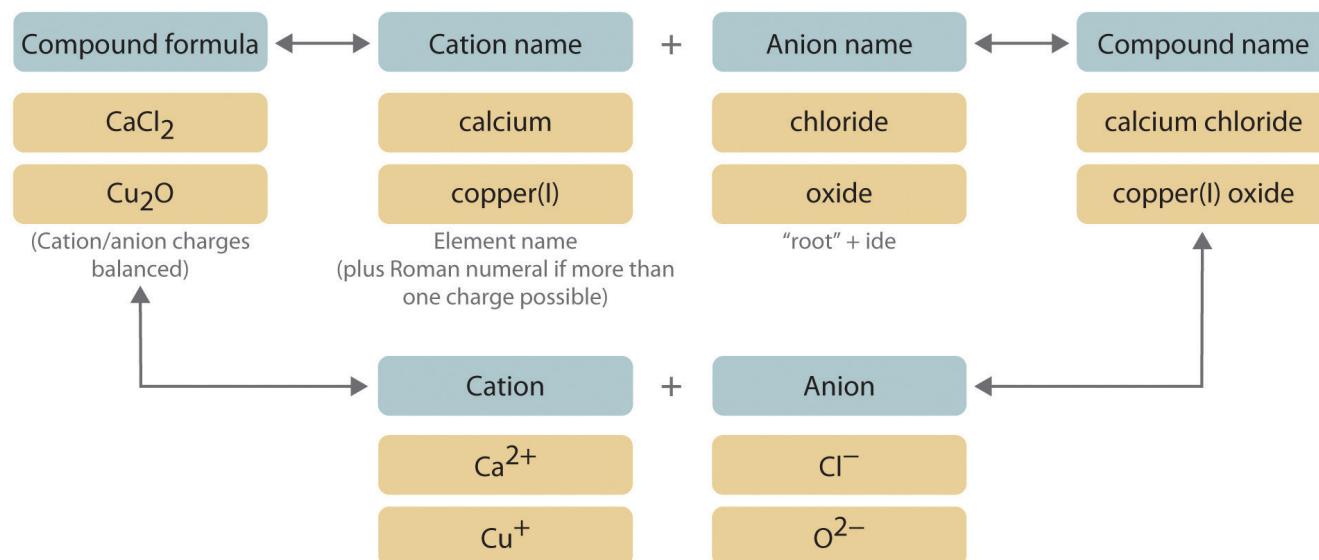 Compound formula
Cation name
+
Anion name
Compound name
CaCl₂
calcium
chloride
calcium chloride
Cu₂O
copper(I)
oxide
copper(I) oxide
(Cation/anion charges
balanced)
Element name
(plus Roman numeral if more than
one charge possible)
“root” + ide
Cation
+
Anion
Ca²⁺
Cl⁻
Cu⁺
O²⁻